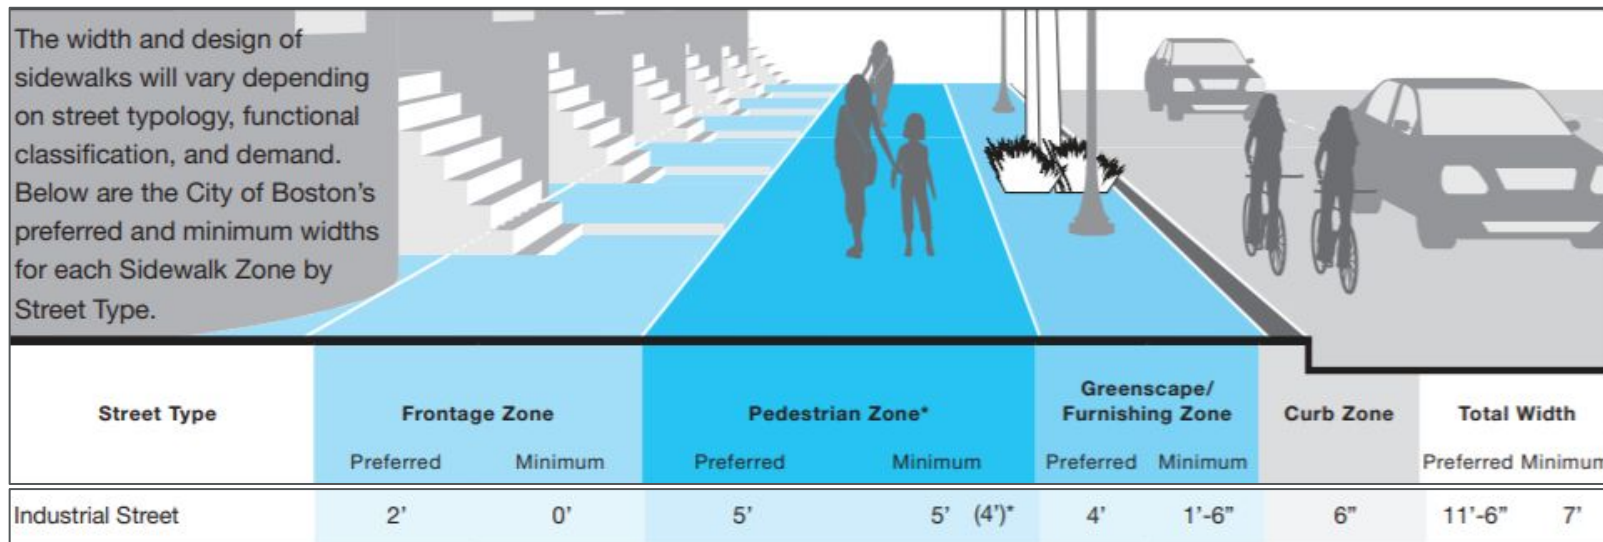 The width and design of
sidewalks will vary depending
on street typology, functional
classification, and demand.
Below are the City of Boston's
preferred and minimum widths
for each Sidewalk Zone by
Street Type.
Street Type Frontage Zone Pedestrian Zone* Greenscape/ Furnishing Zone Curb Zone Total Width
Preferred Minimum Preferred Minimum Preferred Minimum Preferred Minimum
Industrial Street 2' 0' 5' 5' (4')* 4' 1'-6" 6" 11'-6" 7'